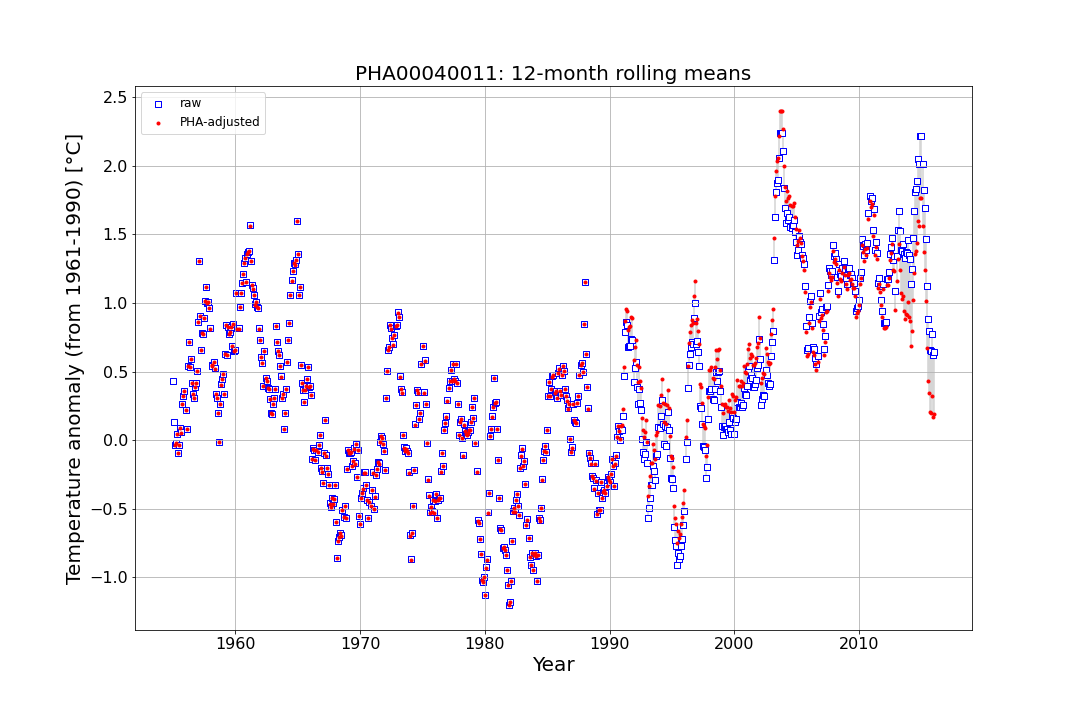 PHA00040011: 12-month rolling means
raw
PHA-adjusted
Temperature anomaly (from 1961-1990) [°C]
2.5
2.0
1.5
1.0
0.5
0.0
−0.5
−1.0
1960 1970 1980 1990 2000 2010
Year